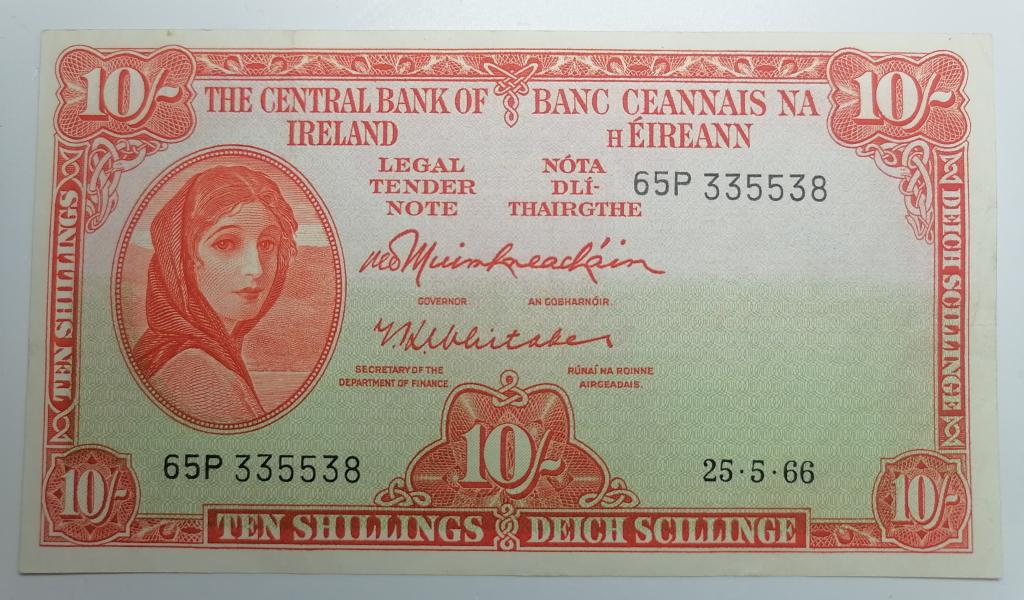 10/-
10/-
THE CENTRAL BANK OF
IRELAND
BANC CEANNAIS NA
hÉIREANN
LEGAL
TENDER
NOTE
NÓTA
DLÍ-
THAIRGTHE
65P 335538
TEN SHILLINGS
DEICH SCILLINGE
GOVERNOR
AN GOBHARNÓIR.
T.K. Whitaker
SECRETARY OF THE
DEPARTMENT OF FINANCE.
RÚNAÍ NA ROINNE
AIRGEADAIS.
65P 335538
10/-
25·5·66
10/-
10/-
TEN SHILLINGS
DEICH SCILLINGE